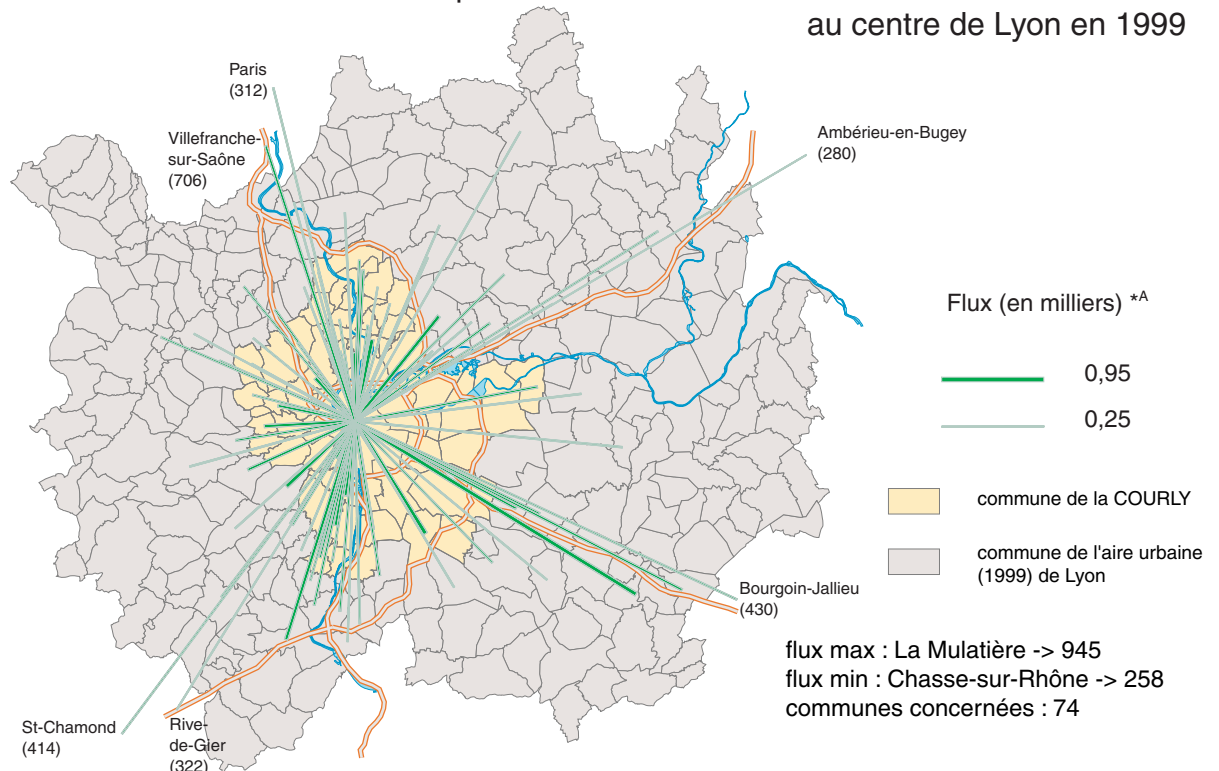 au centre de Lyon en 1999
Paris
(312)
Villefranche-
sur-Saône
(706)
Ambérieu-en-Bugey
(280)
Flux (en milliers) *A
0,95
0,25
commune de la COURLY
commune de l'aire urbaine
(1999) de Lyon
Bourgoin-Jallieu
(430)
flux max : La Mulatière -> 945
flux min : Chasse-sur-Rhône -> 258
communes concernées : 74
St-Chamond
(414)
Rive-
de-Gier
(322)